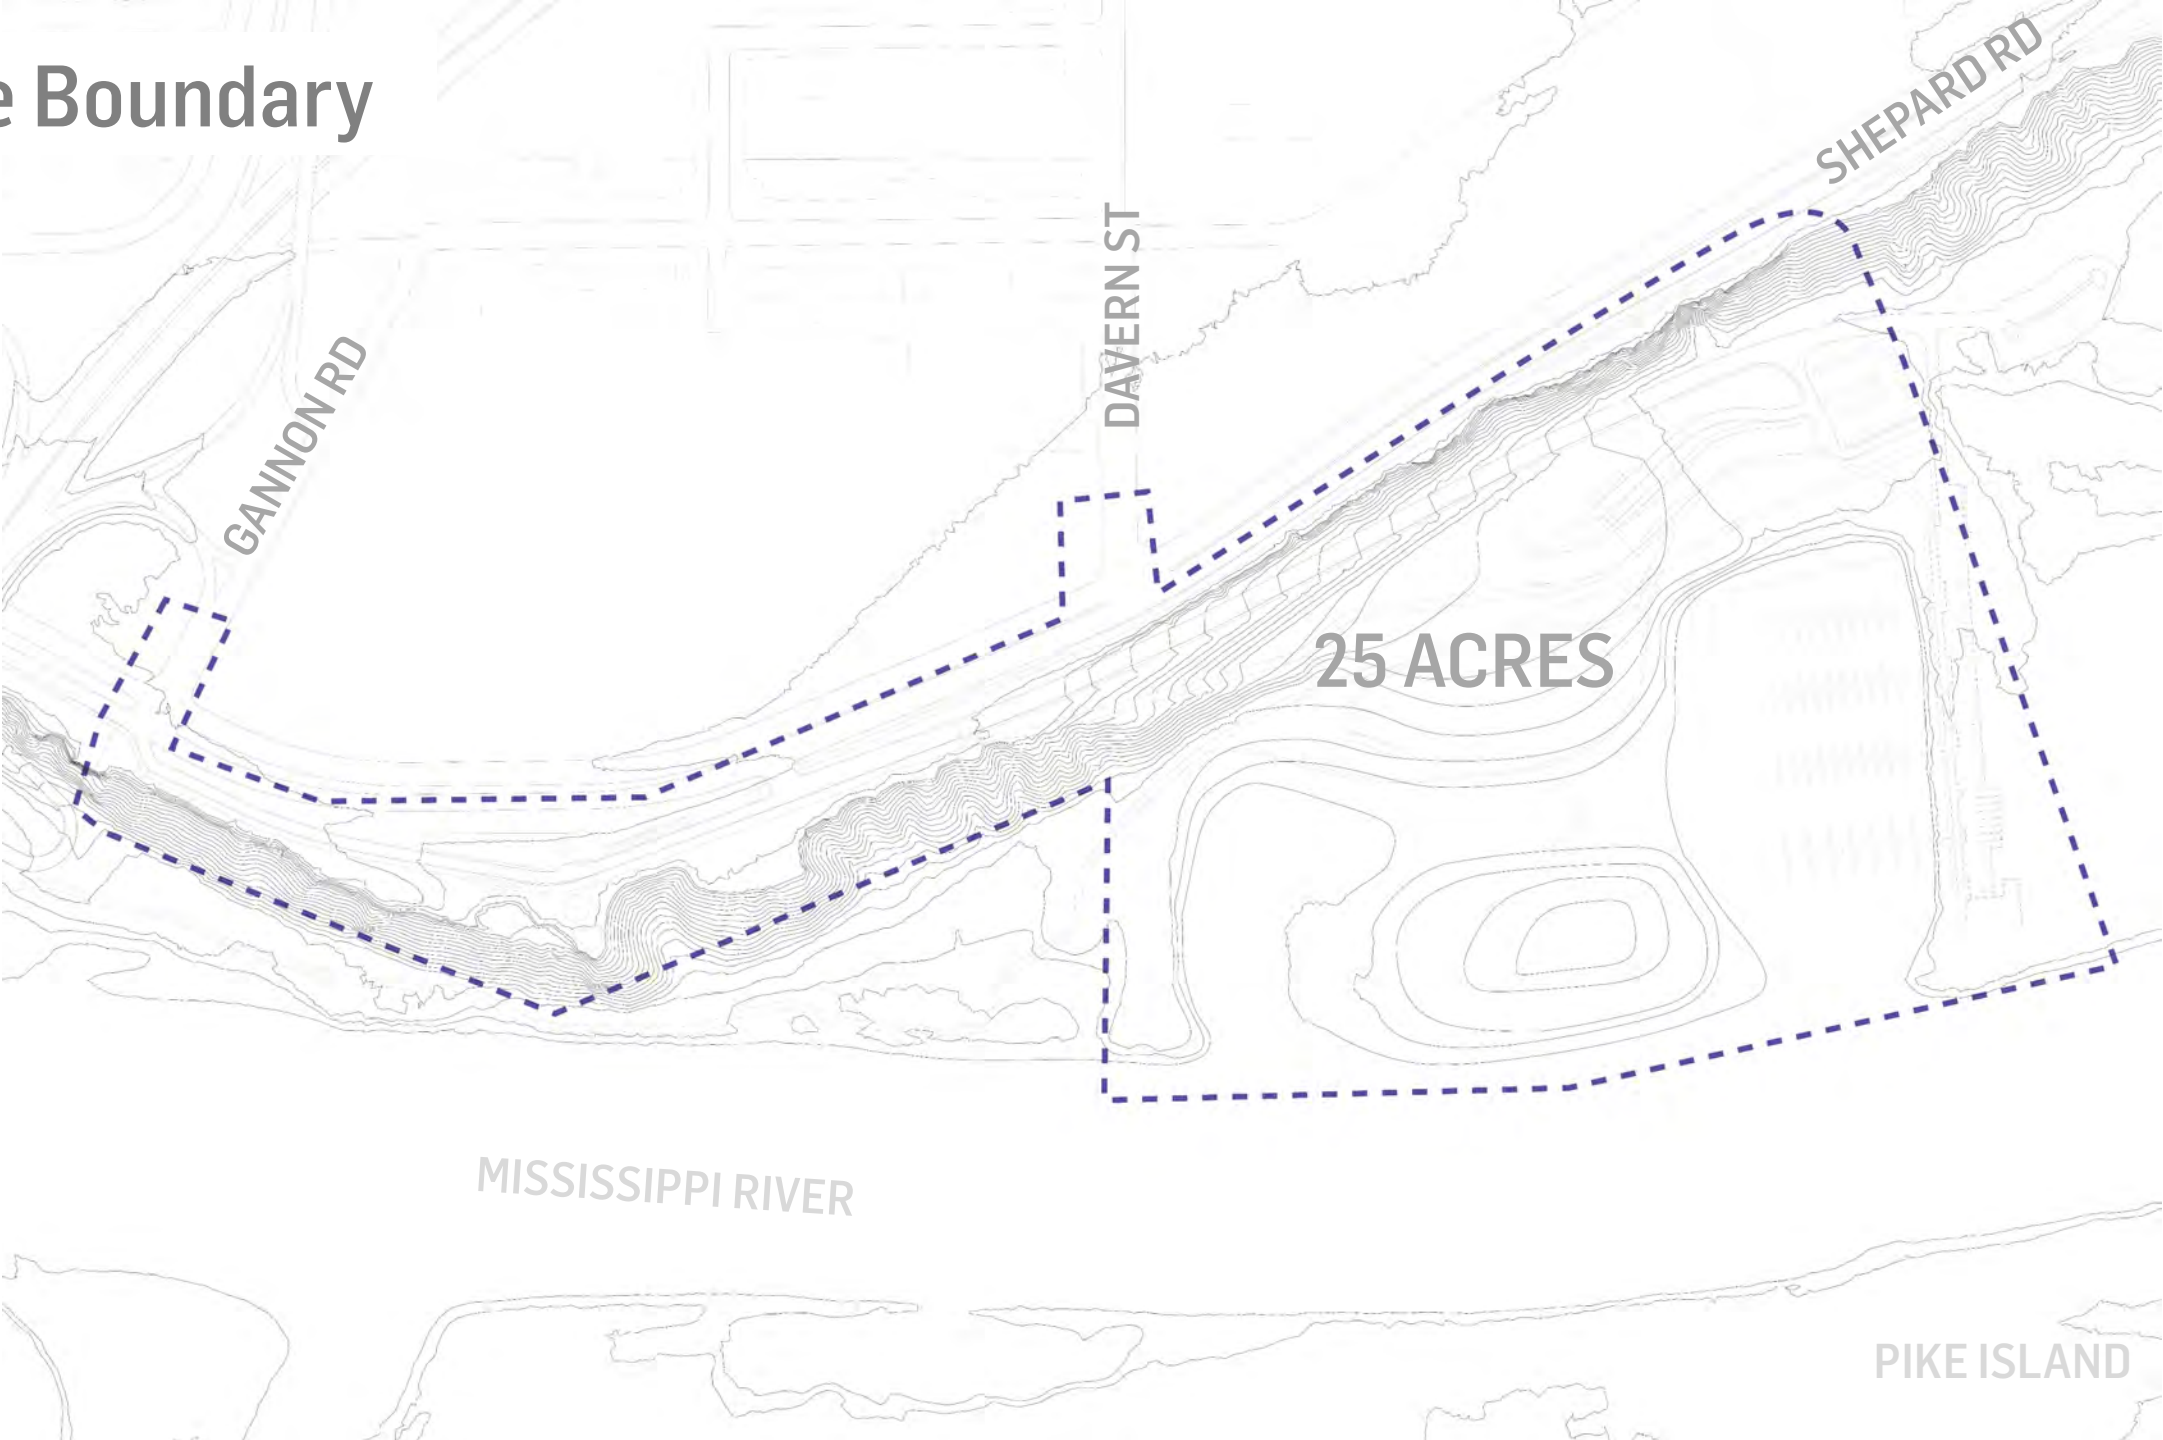 e Boundary
SHEPARD RD
DAVERN ST
GANNON RD
25 ACRES
MISSISSIPPI RIVER
PIKE ISLAND